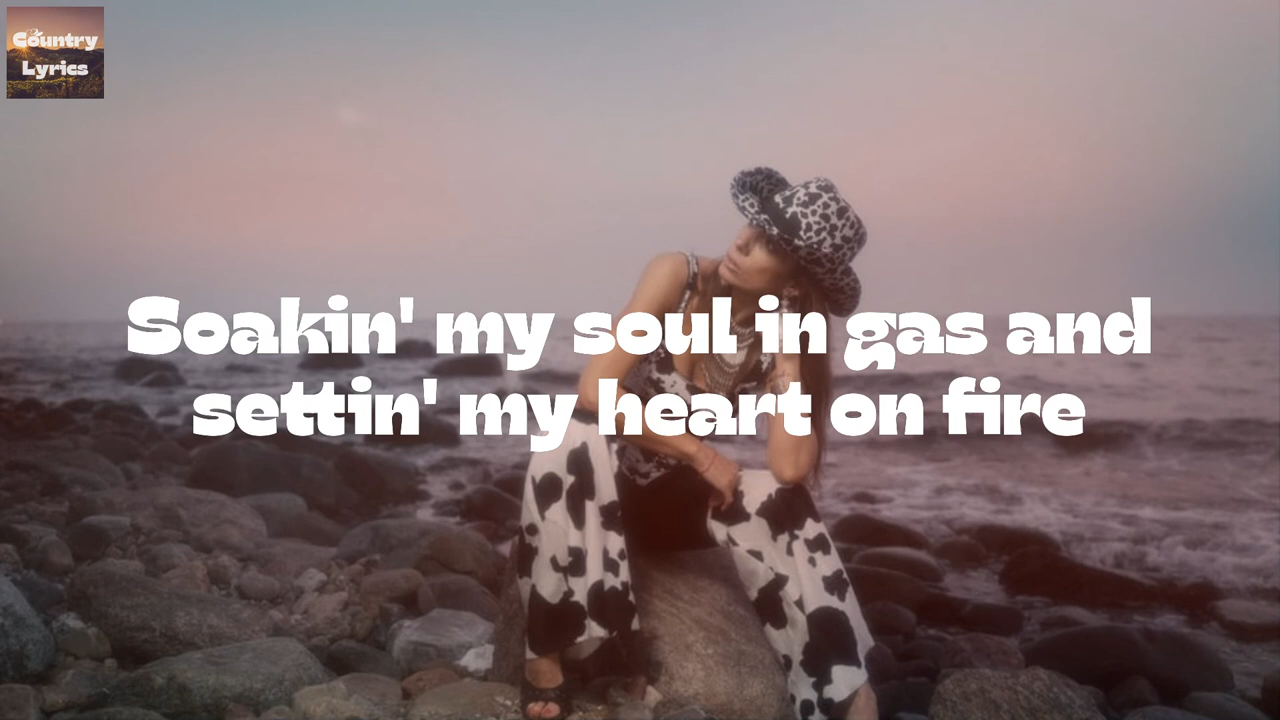 Country
Lyrics
Soakin' my soul in gas and
settin' my heart on fire